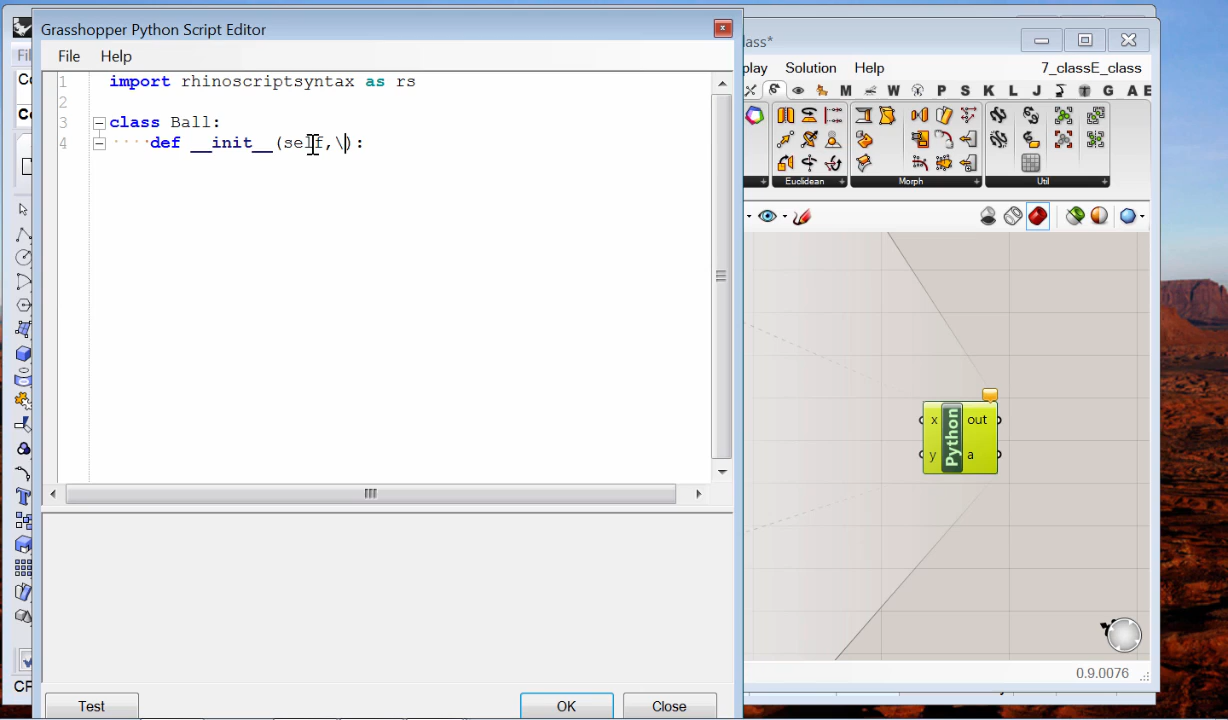 Grasshopper Python Script Editor
File Help
1 import rhinoscriptsyntax as rs
2
3 class Ball:
4 ····def __init__(self,\):
Test OK Close
lass*
play Solution Help 7_classE_class
M W P S K L J G A E
Euclidean Morph Util
x out
Python
y a
0.9.0076